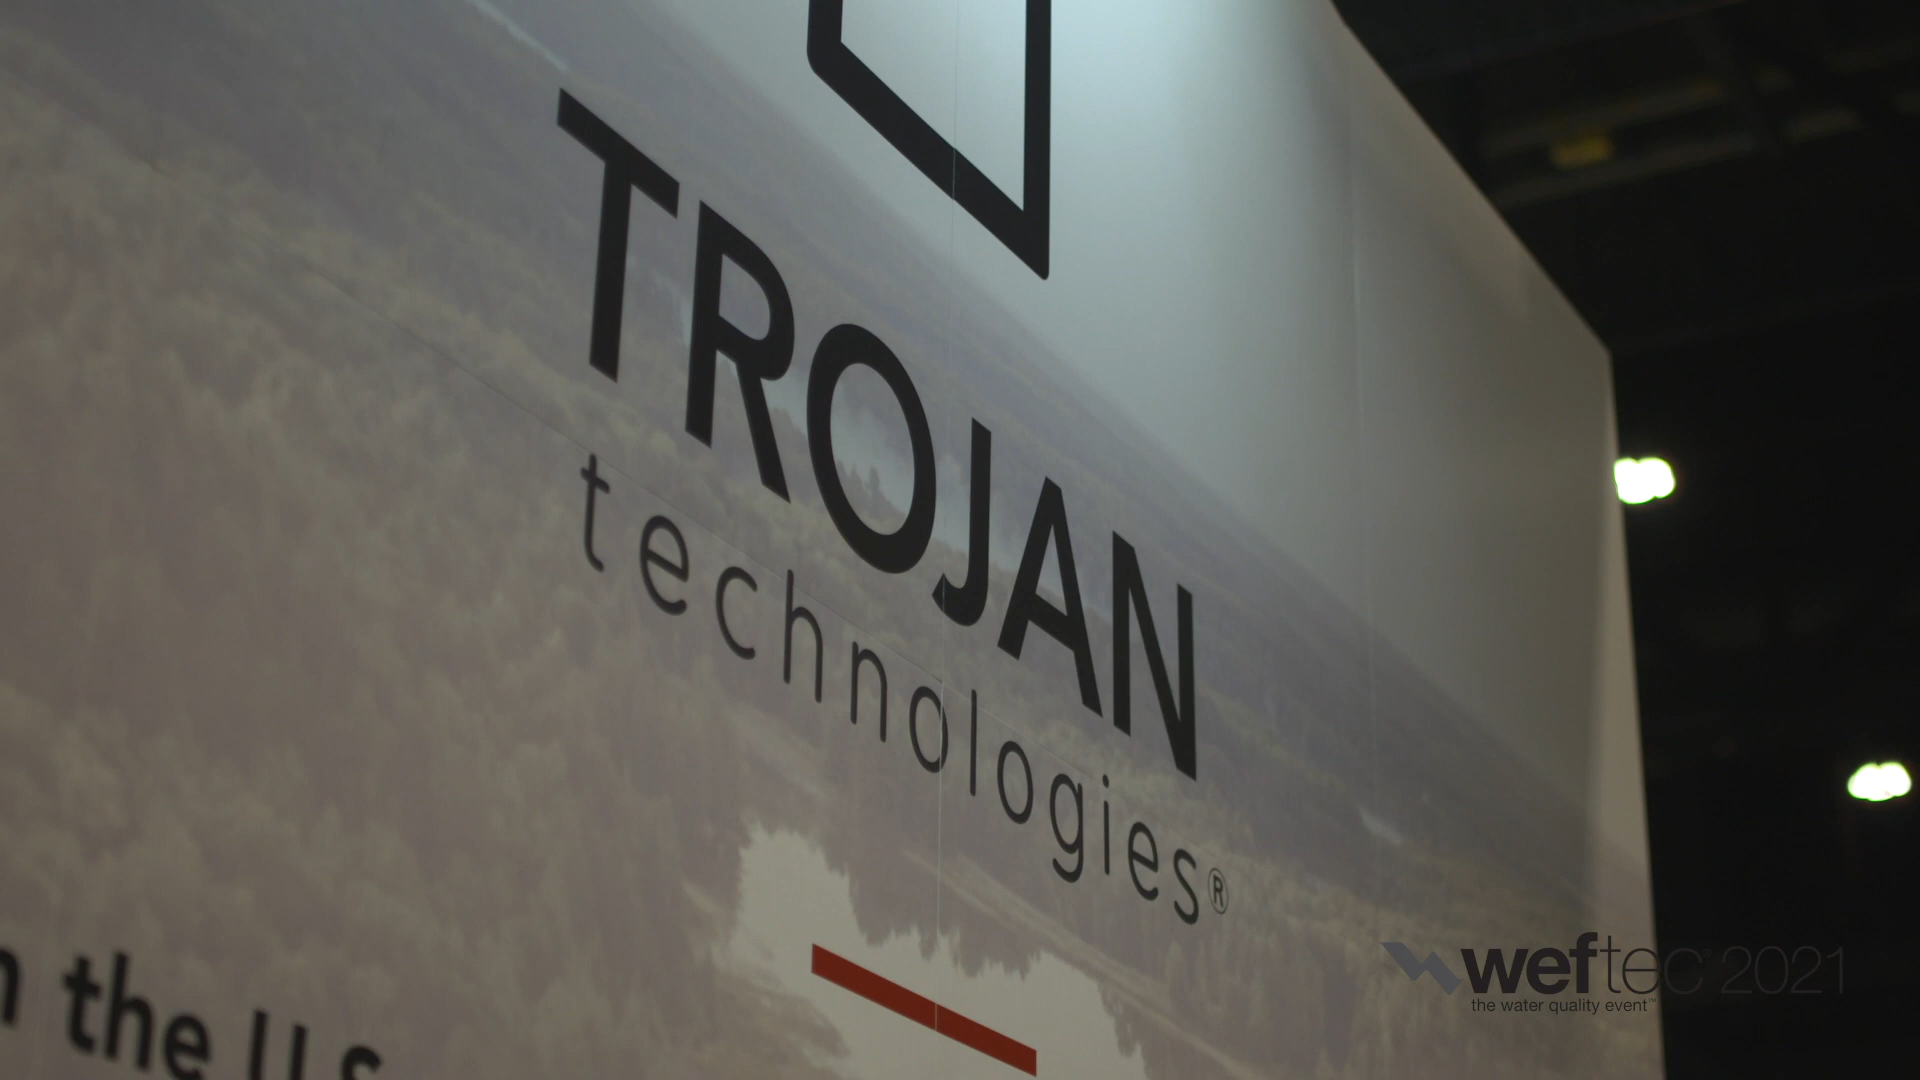 TROJAN
technologies®
the U.S.
weftec® 2021
the water quality event™